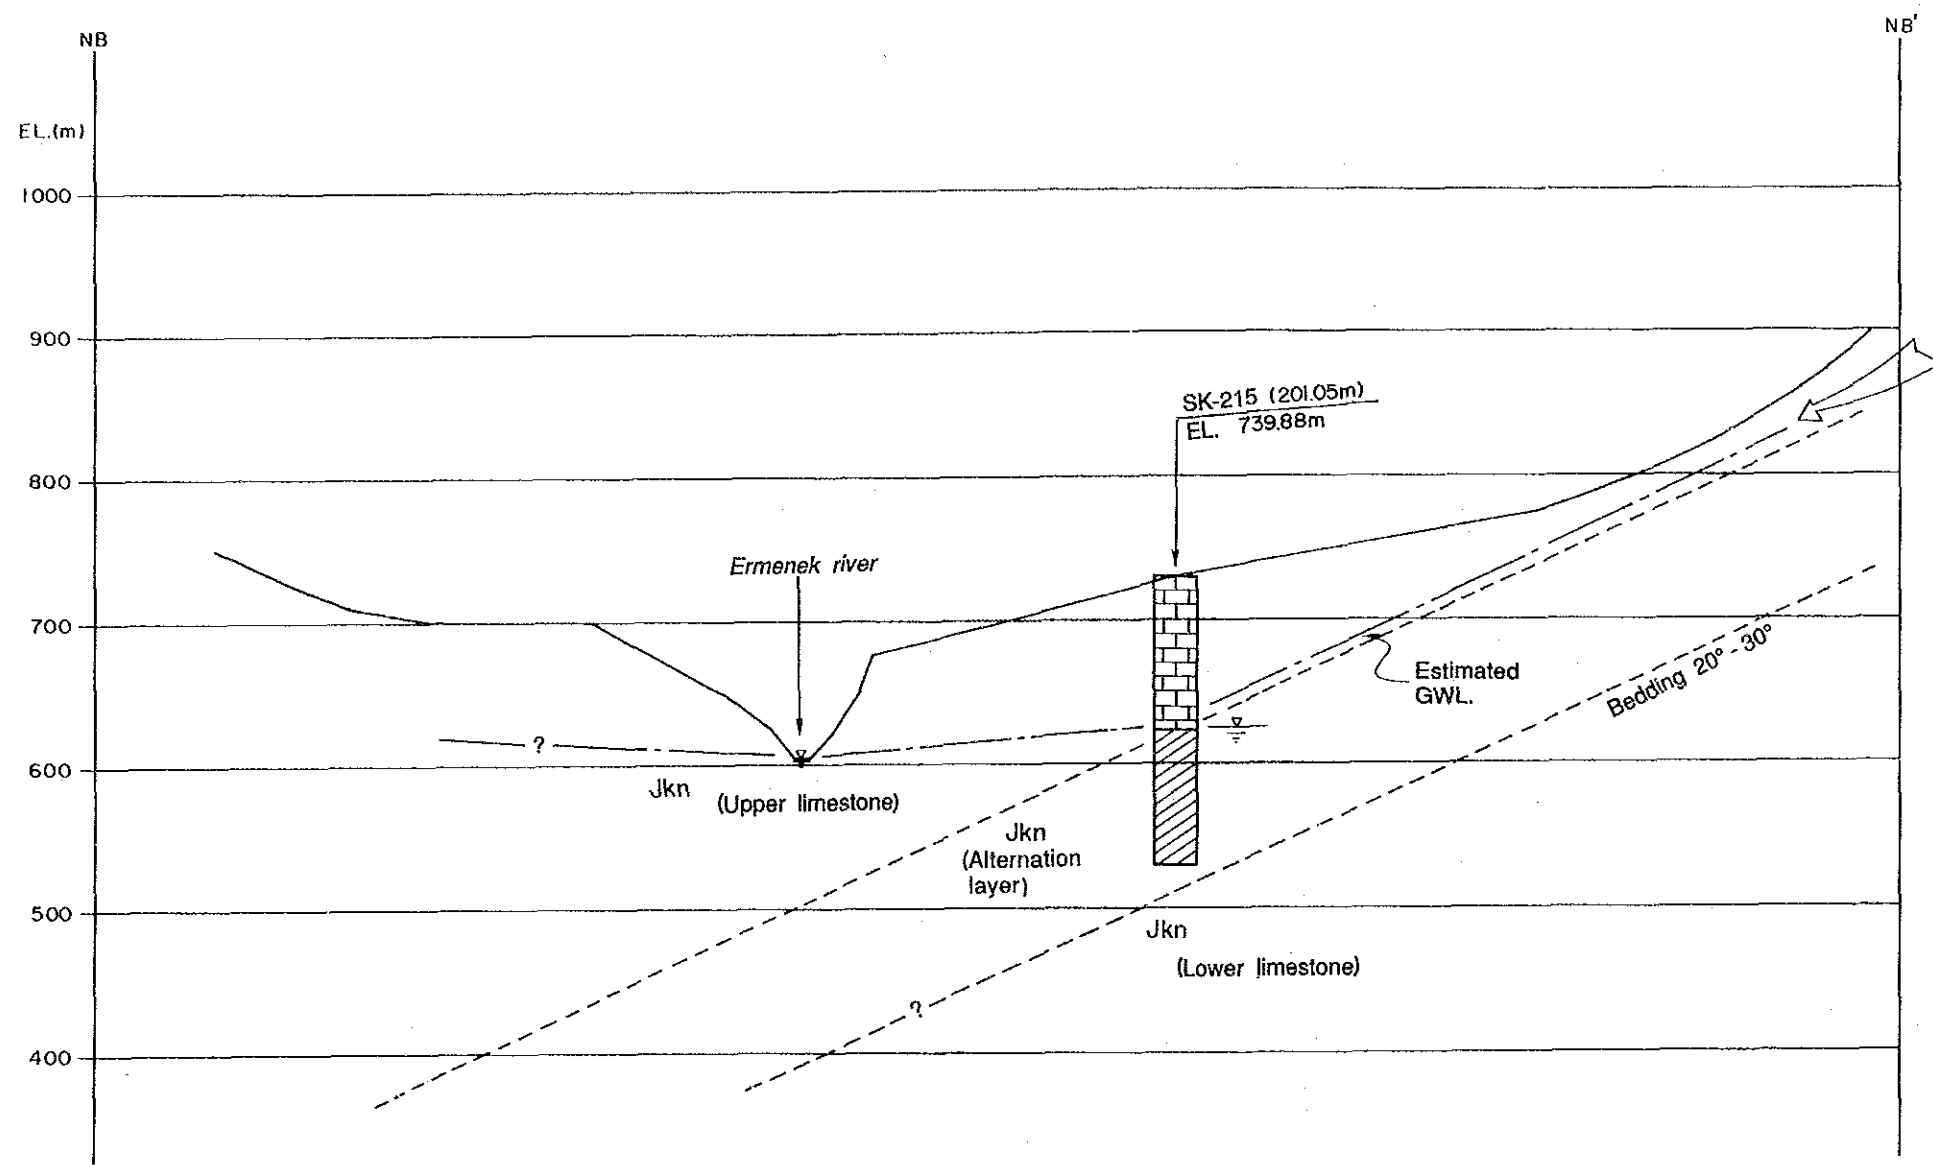 NB
NB'
EL.(m)
1000
900
SK-215 (201.05m)
EL. 739.88m
800
Ermenek river
700
Bedding 20°-30°
Estimated
GWL.
?
600
Jkn
(Upper limestone)
Jkn
(Alternation
layer)
500
Jkn
(Lower limestone)
?
400